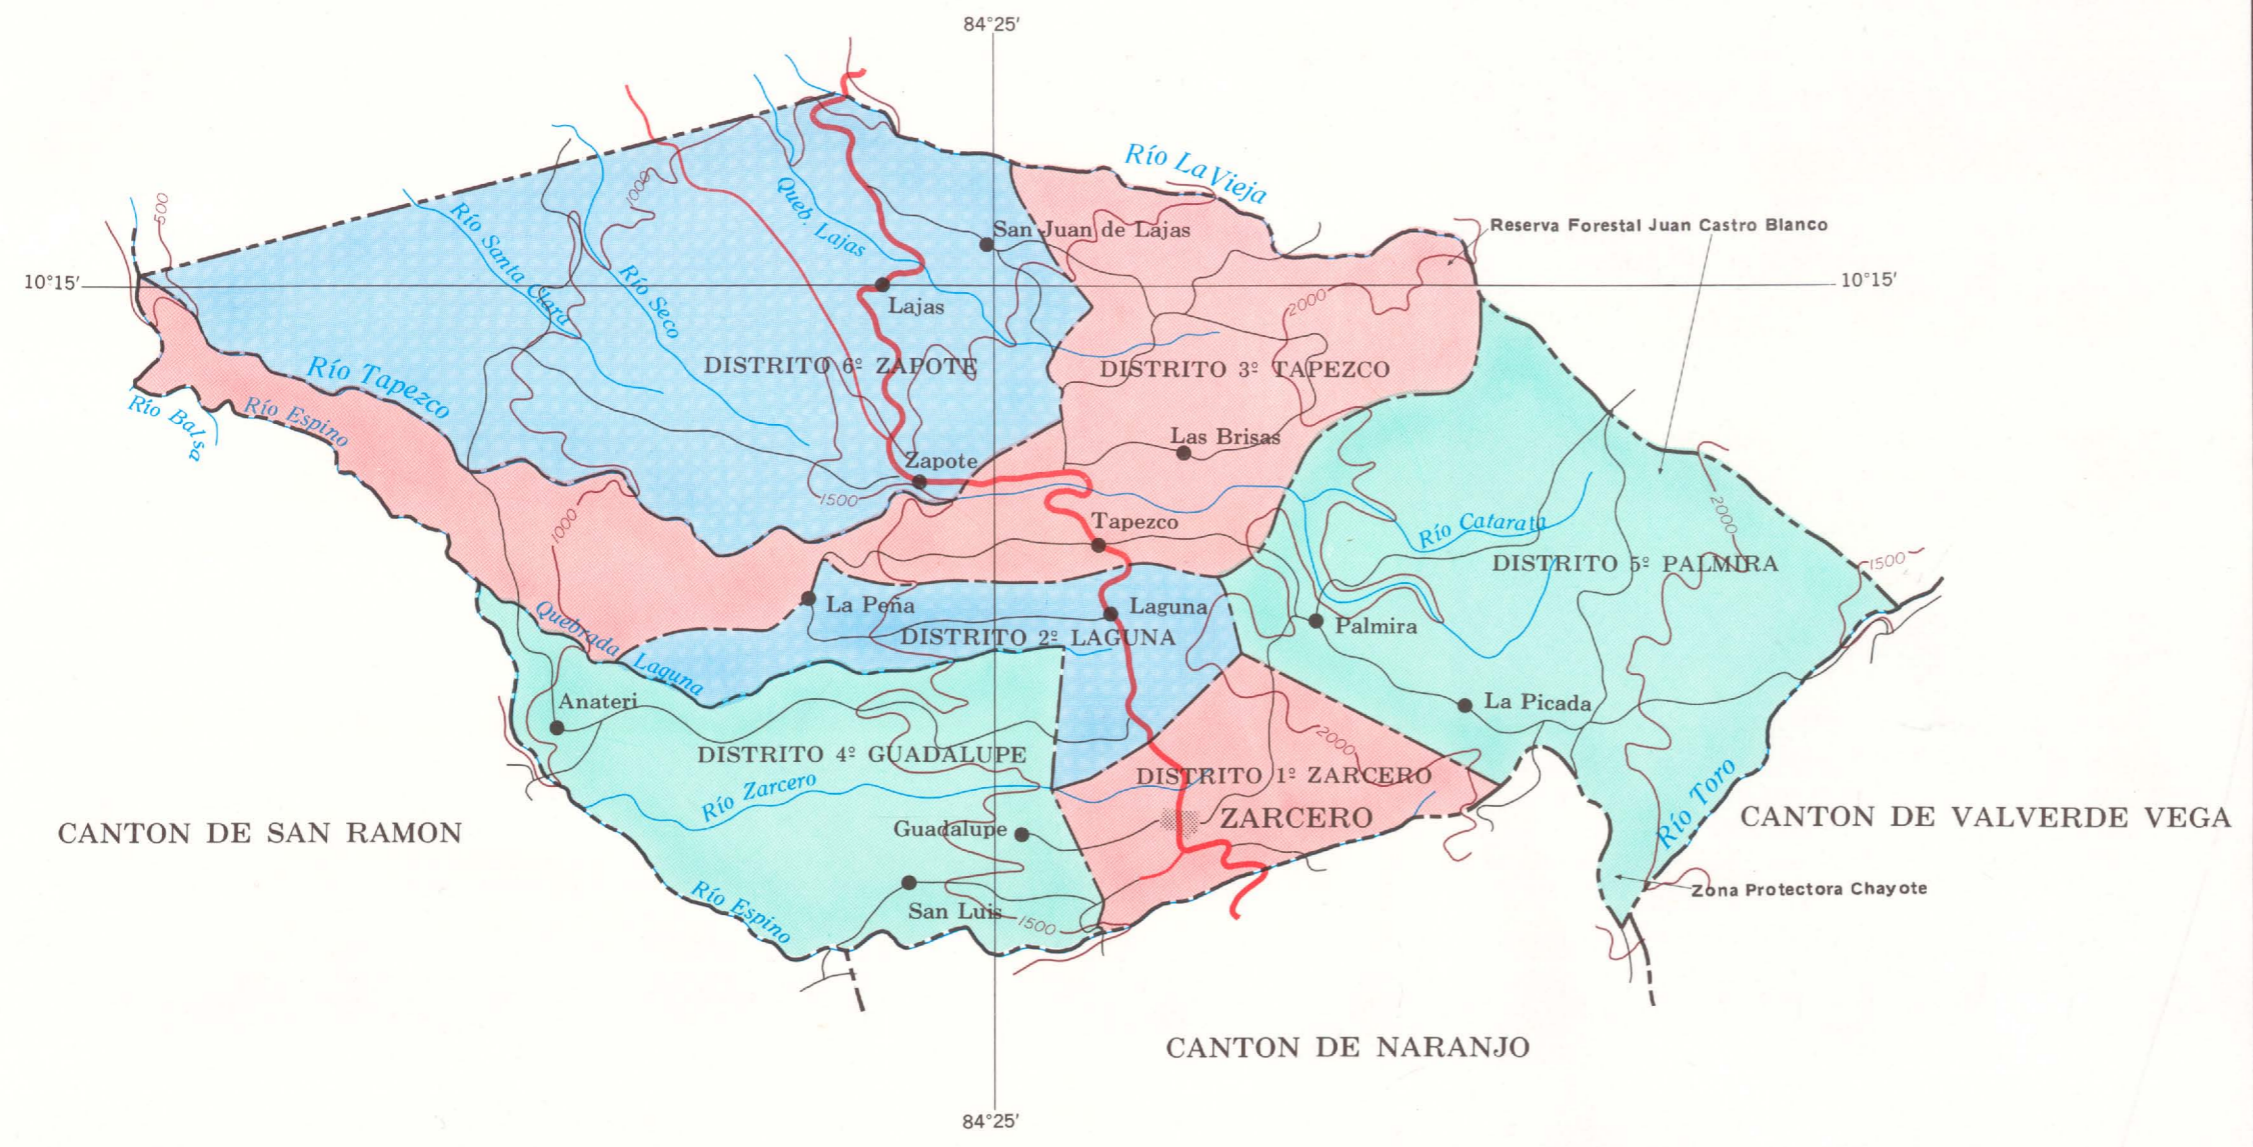 84°25'
Río La Vieja
500
1000
Queb. Lajas
Río Santa Clara
San Juan de Lajas
Reserva Forestal Juan Castro Blanco
10°15'
10°15'
Río Seco
Lajas
2000
Río Tapezco
DISTRITO 6º ZAPOTE
DISTRITO 3º TAPEZCO
Río Balsa
Río Espino
Las Brisas
Zapote
1500
1000
Tapezco
Río Catarata
2000
DISTRITO 5º PALMIRA
1500
La Peña
Laguna
Quebrada Laguna
DISTRITO 2º LAGUNA
Palmira
Anateri
La Picada
2000
DISTRITO 4º GUADALUPE
DISTRITO 1º ZARCERO
Río Zarcero
Río Toro
CANTON DE SAN RAMON
Guadalupe
ZARCERO
CANTON DE VALVERDE VEGA
Río Espino
San Luis
1500
Zona Protectora Chayote
CANTON DE NARANJO
84°25'